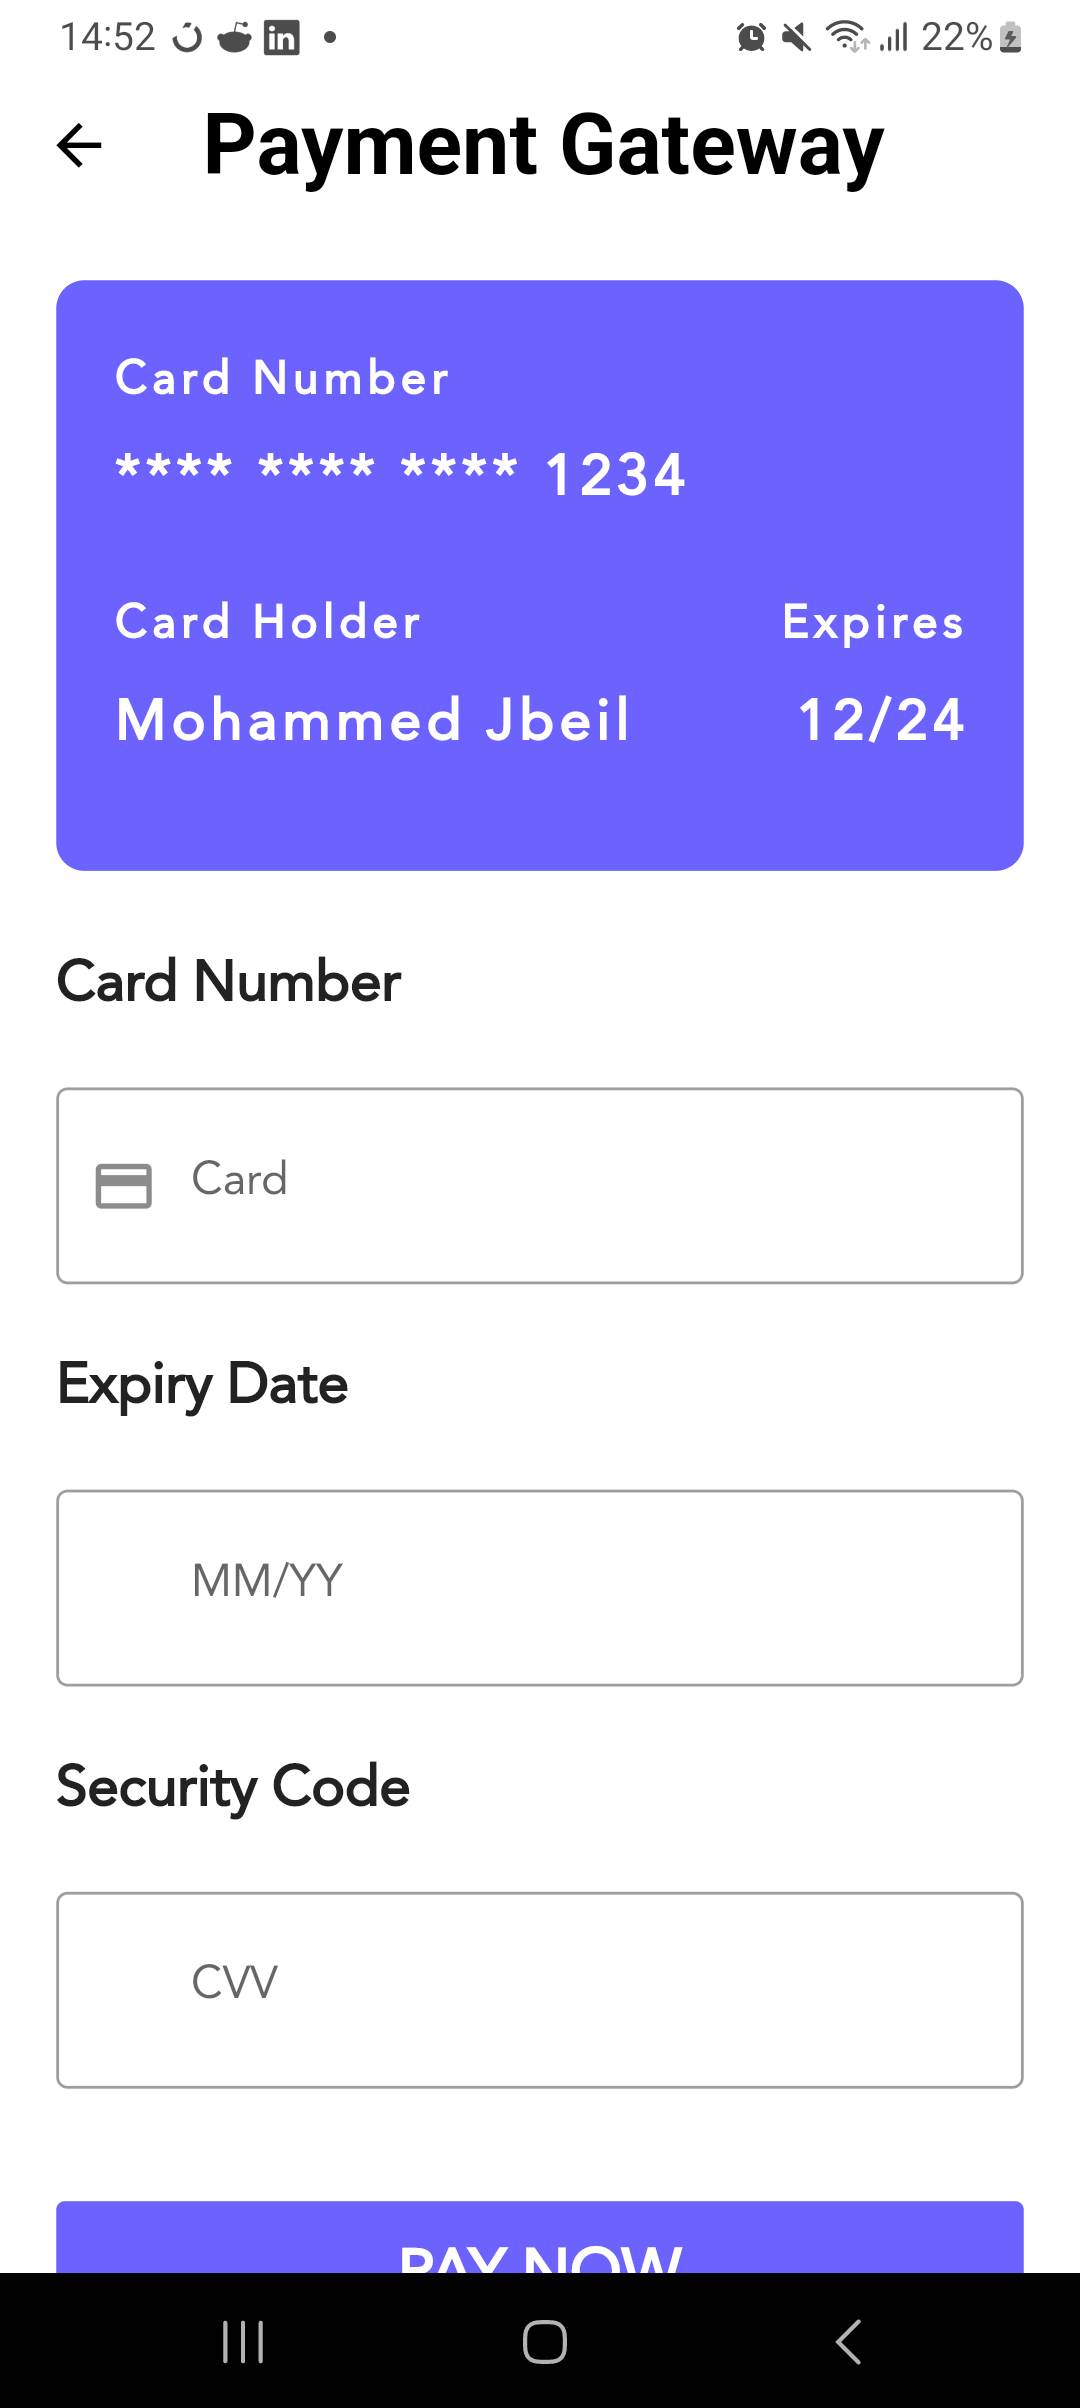 14:52 in 22%
Payment Gateway
Card Number
**** **** **** 1234
Card Holder Expires
Mohammed Jbeil 12/24
Card Number
Card
Expiry Date
MM/YY
Security Code
CVV
PAY NOW